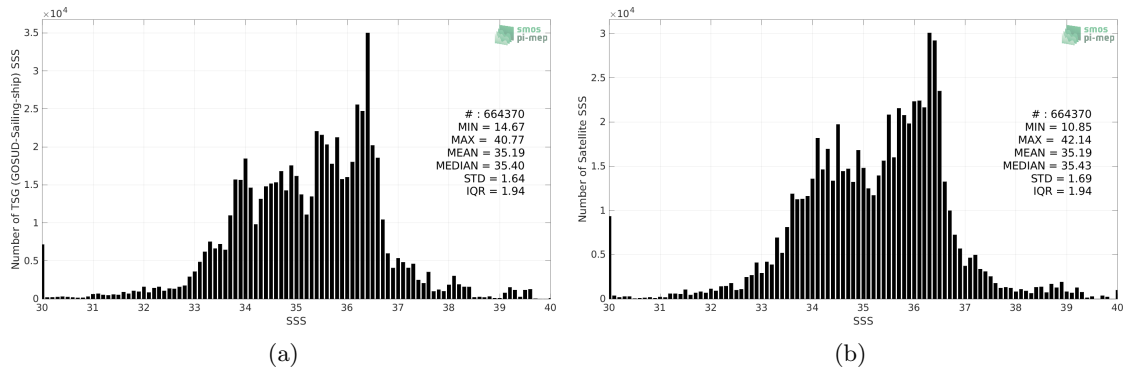 ×10⁴
3.5
3
2.5
2
1.5
1
0.5
0
30 31 32 33 34 35 36 37 38 39 40
SSS
Number of TSG (GOSUD-Sailing-ship) SSS
smos
pi-mep
# : 664370
MIN = 14.67
MAX = 40.77
MEAN = 35.19
MEDIAN = 35.40
STD = 1.64
IQR = 1.94
(a)
×10⁴
3
2.5
2
1.5
1
0.5
0
30 31 32 33 34 35 36 37 38 39 40
SSS
Number of Satellite SSS
smos
pi-mep
# : 664370
MIN = 10.85
MAX = 42.14
MEAN = 35.19
MEDIAN = 35.43
STD = 1.69
IQR = 1.94
(b)